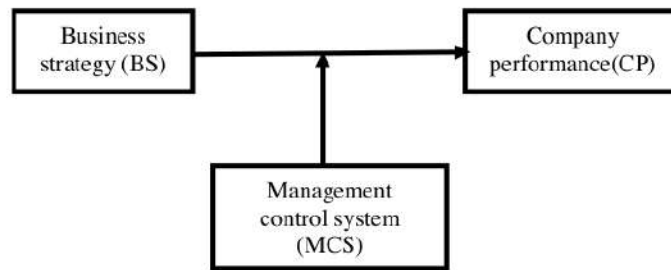 Business
strategy (BS)
Company
performance(CP)
Management
control system
(MCS)